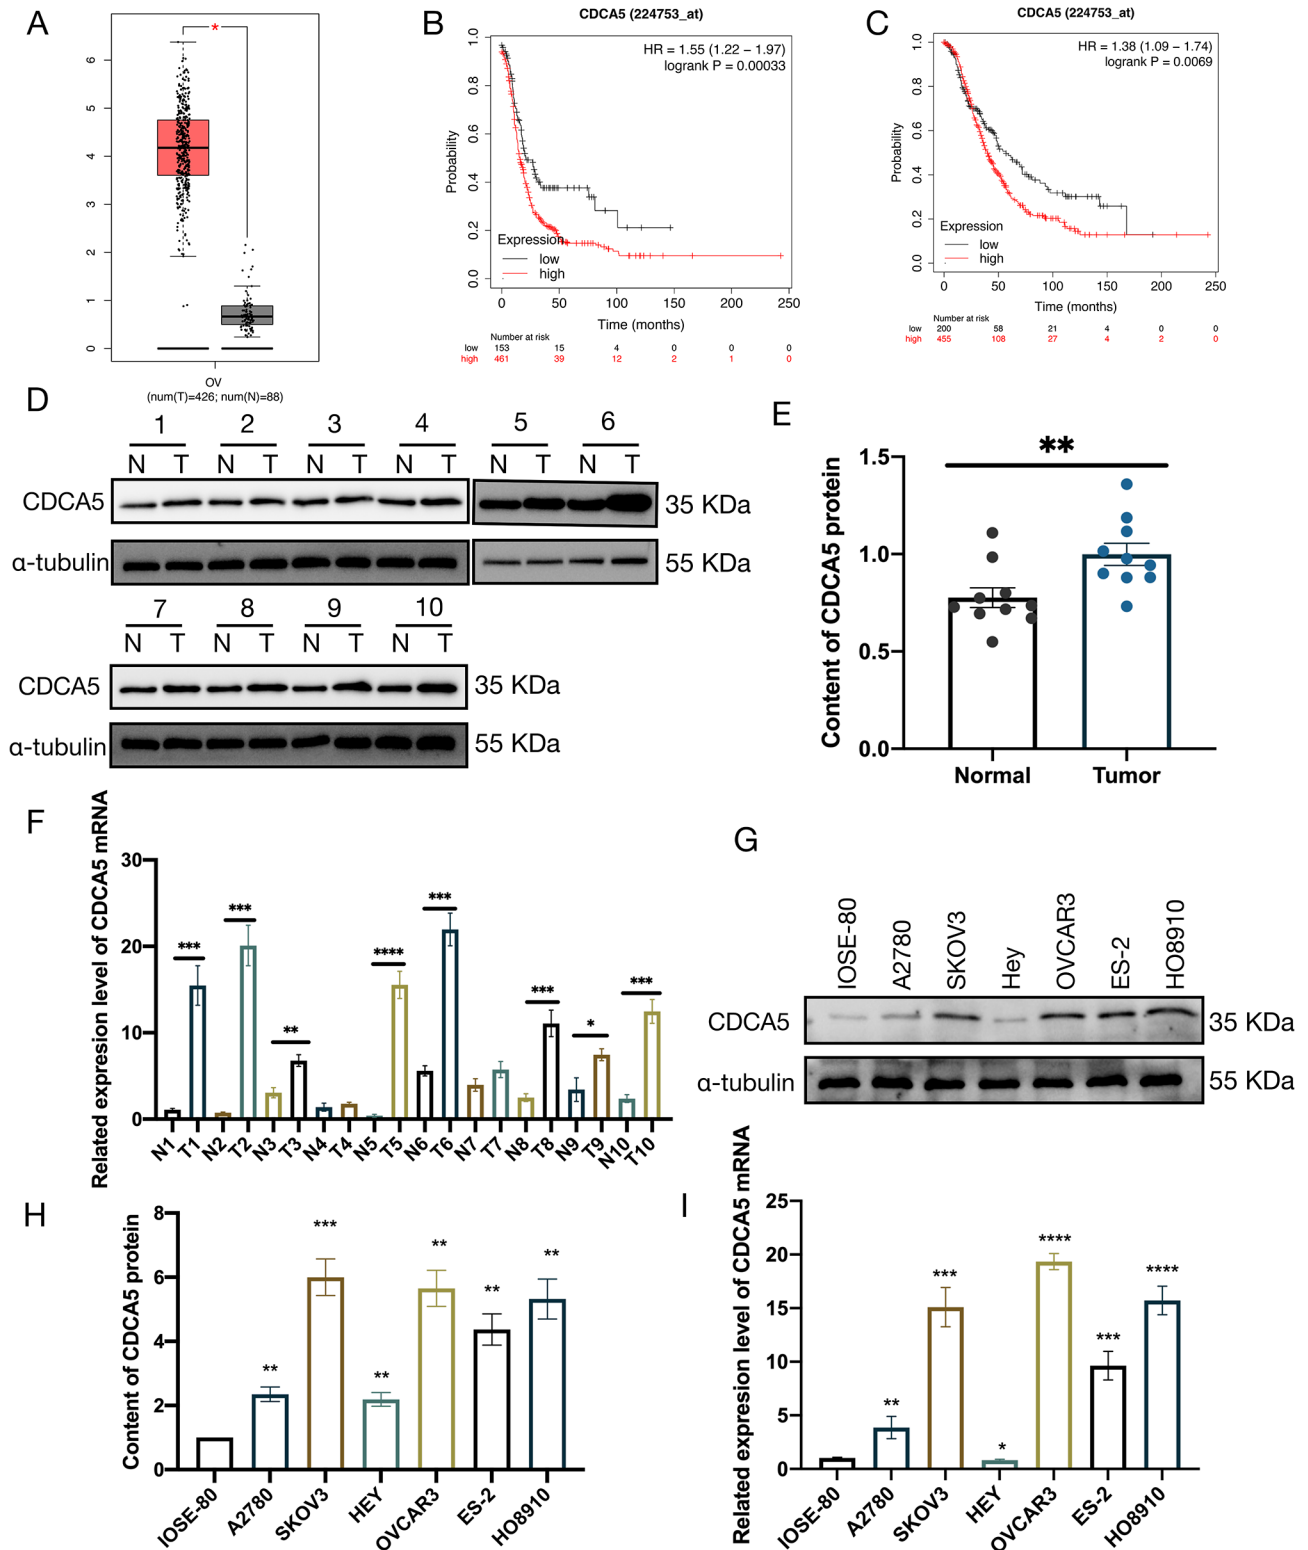 A
*
6
5
4
3
2
1
0
OV
(num(T)=426; num(N)=88)
B
CDCA5 (224753_at)
HR = 1.55 (1.22 − 1.97)
logrank P = 0.00033
Probability
1.0
0.8
0.6
0.4
0.2
0.0
Expression
low
high
0 50 100 150 200 250
Time (months)
Number at risk
low 153 15 4 0 0 0
high 461 39 12 2 1 0
C
CDCA5 (224753_at)
HR = 1.38 (1.09 − 1.74)
logrank P = 0.0069
Probability
1.0
0.8
0.6
0.4
0.2
0.0
Expression
low
high
0 50 100 150 200 250
Time (months)
Number at risk
low 200 58 21 4 0 0
high 455 108 27 4 2 0
D
1 2 3 4 5 6
N T N T N T N T N T N T
CDCA5 35 KDa
α-tubulin 55 KDa
7 8 9 10
N T N T N T N T
CDCA5 35 KDa
α-tubulin 55 KDa
E
**
Content of CDCA5 protein
1.5
1.0
0.5
0.0
Normal Tumor
F
Related expression level of CDCA5 mRNA
30
20
10
0
*** *** ** **** *** *** * ***
N1 T1 N2 T2 N3 T3 N4 T4 N5 T5 N6 T6 N7 T7 N8 T8 N9 T9 N10 T10
G
IOSE-80 A2780 SKOV3 Hey OVCAR3 ES-2 HO8910
CDCA5 35 KDa
α-tubulin 55 KDa
H
Content of CDCA5 protein
8
6
4
2
0
** *** ** ** ** **
IOSE-80 A2780 SKOV3 HEY OVCAR3 ES-2 HO8910
I
Related expresion level of CDCA5 mRNA
25
20
15
10
5
0
** *** * **** *** ****
IOSE-80 A2780 SKOV3 HEY OVCAR3 ES-2 HO8910